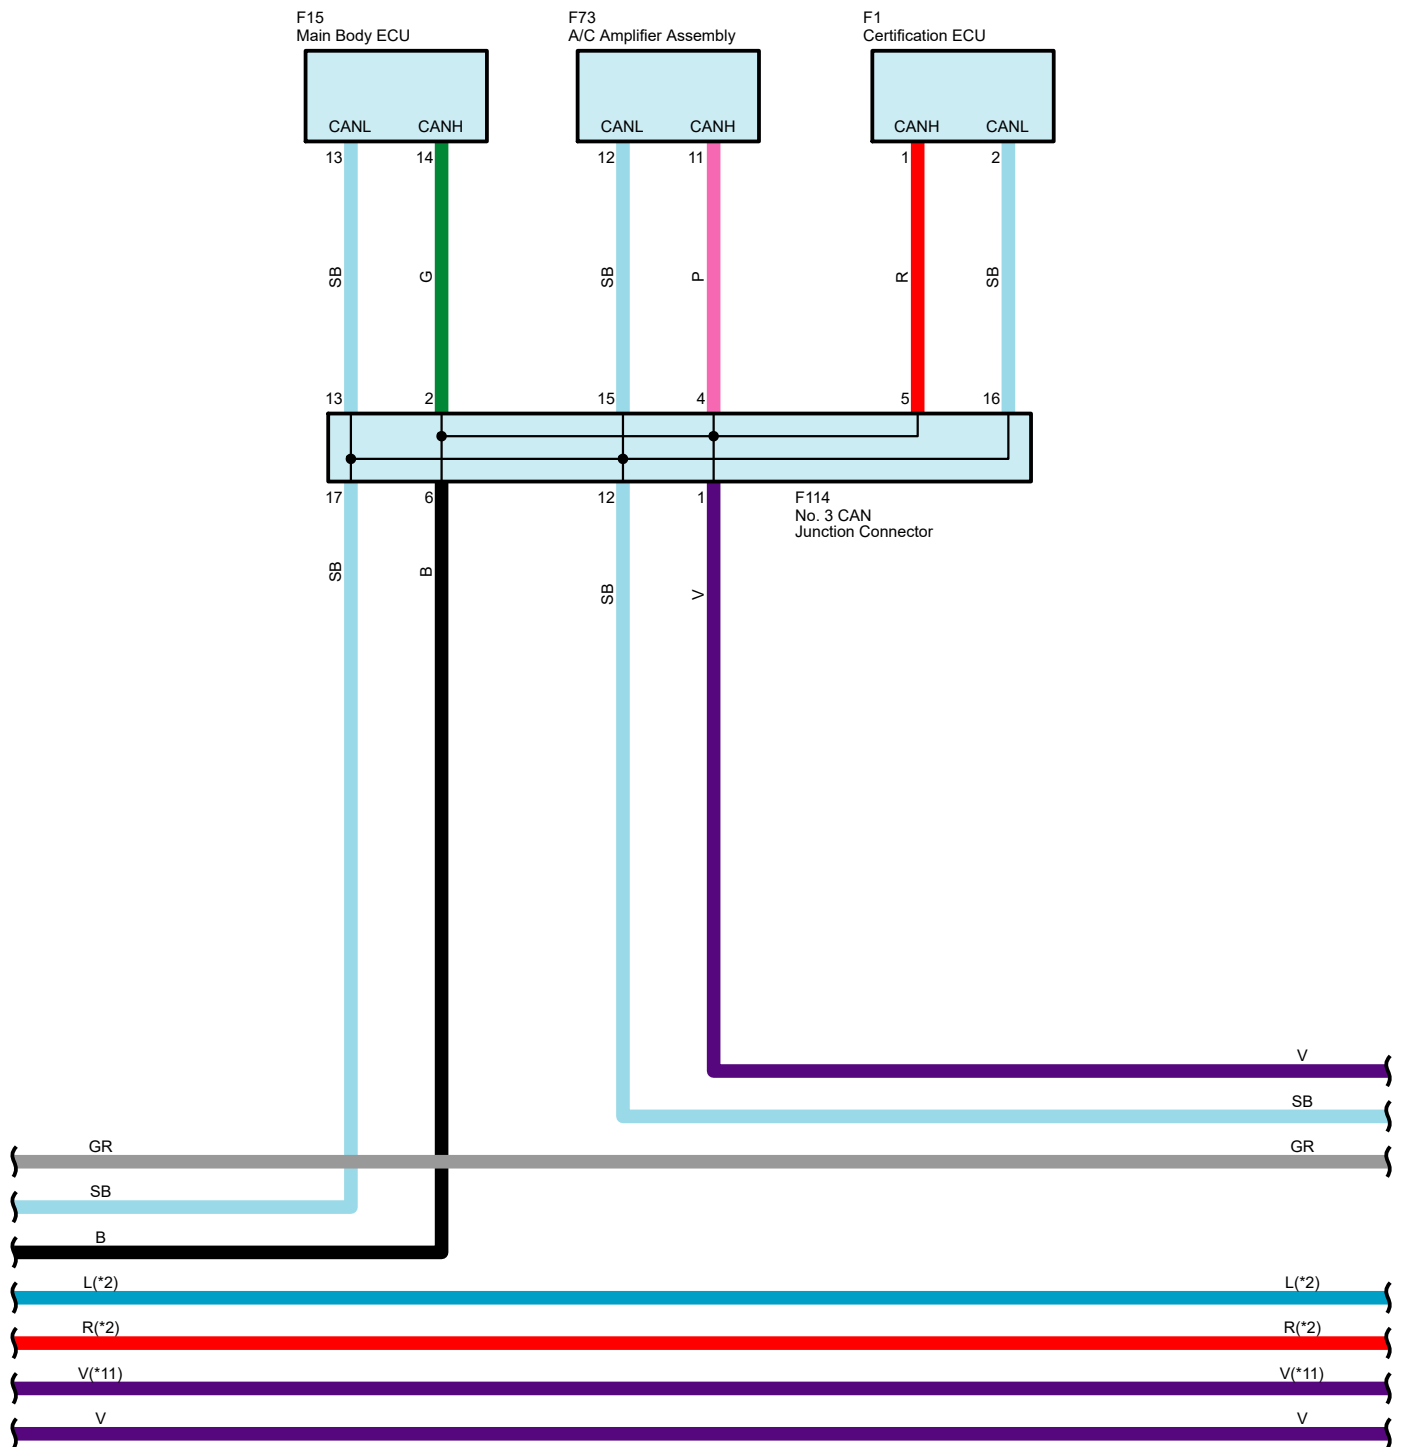 F15
Main Body ECU
F73
A/C Amplifier Assembly
F1
Certification ECU
CANL CANH
CANL CANH
CANH CANL
13 14 12 11 1 2
SB G SB P R SB
13 2 15 4 5 16
17 6 12 1
F114
No. 3 CAN
Junction Connector
SB B SB V
V
SB
GR GR
SB
B
L(*2) L(*2)
R(*2) R(*2)
V(*11) V(*11)
V V